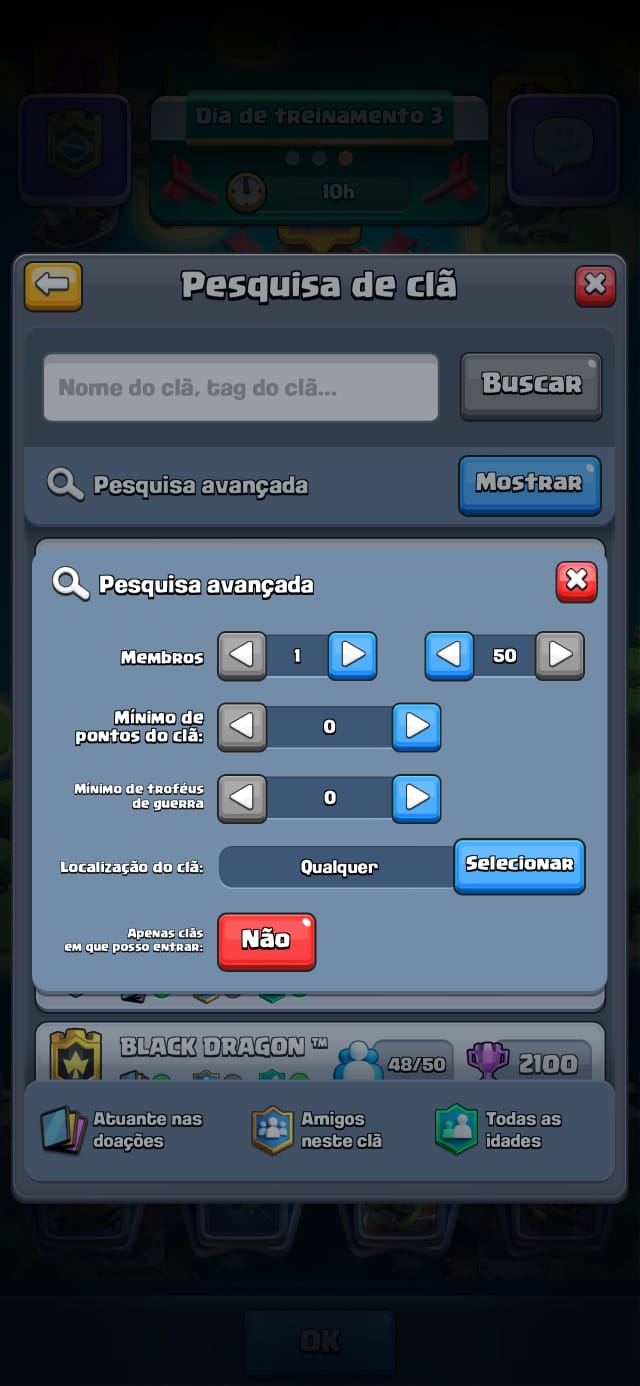 Dia de treinamento 3
10h
Pesquisa de clã
Nome do clã, tag do clã...
Buscar
Pesquisa avançada
Mostrar
Pesquisa avançada
Membros
1
50
Mínimo de
pontos do clã:
0
Mínimo de troféus
de guerra
0
Localização do clã:
Qualquer
Selecionar
Apenas clãs
em que posso entrar:
Não
BLACK DRAGON ™
48/50
2100
Atuante nas
doações
Amigos
neste clã
Todas as
idades
OK